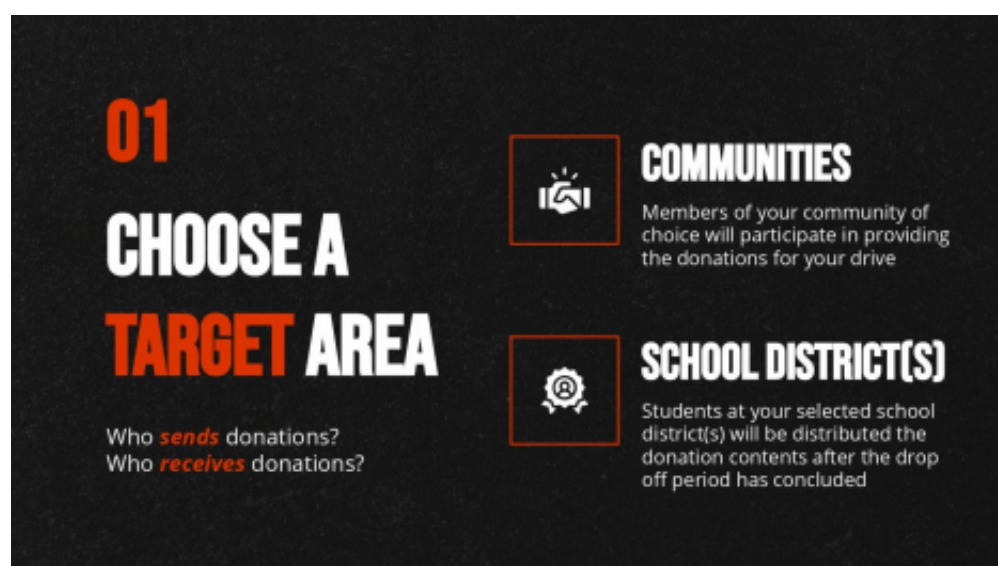 01
CHOOSE A
TARGET AREA
Who sends donations?
Who receives donations?
COMMUNITIES
Members of your community of
choice will participate in providing
the donations for your drive
SCHOOL DISTRICT(S)
Students at your selected school
district(s) will be distributed the
donation contents after the drop
off period has concluded